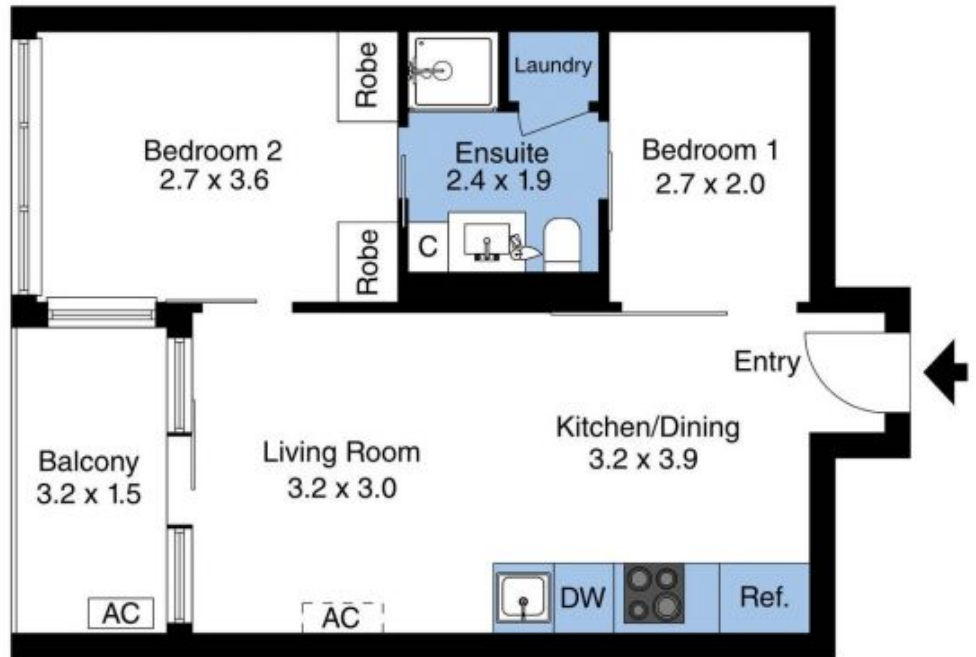 Robe
Laundry
Bedroom 2
2.7 x 3.6
Ensuite
2.4 x 1.9
Bedroom 1
2.7 x 2.0
C
Robe
Entry
Kitchen/Dining
3.2 x 3.9
Living Room
3.2 x 3.0
Balcony
3.2 x 1.5
AC
AC
DW
Ref.